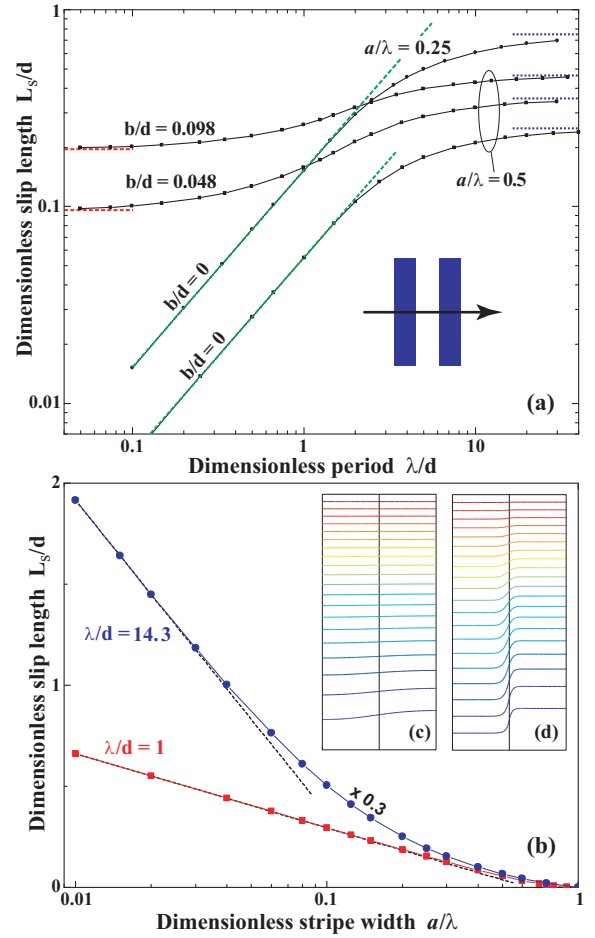 Dimensionless slip length Ls/d
1
0.1
0.01
a/λ = 0.25
b/d = 0.098
b/d = 0.048
a/λ = 0.5
b/d = 0
b/d = 0
(a)
0.1
1
10
Dimensionless period λ/d
Dimensionless slip length Ls/d
2
1
0
λ/d = 14.3
λ/d = 1
x 0.3
(c)
(d)
(b)
0.01
0.1
1
Dimensionless stripe width a/λ